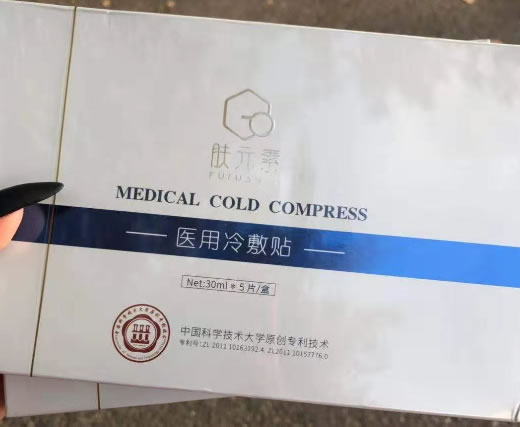 肤元素
MEDICAL COLD COMPRESS
医用冷敷贴
Net:30ml * 5片/盒
中国科学技术大学原创专利技术